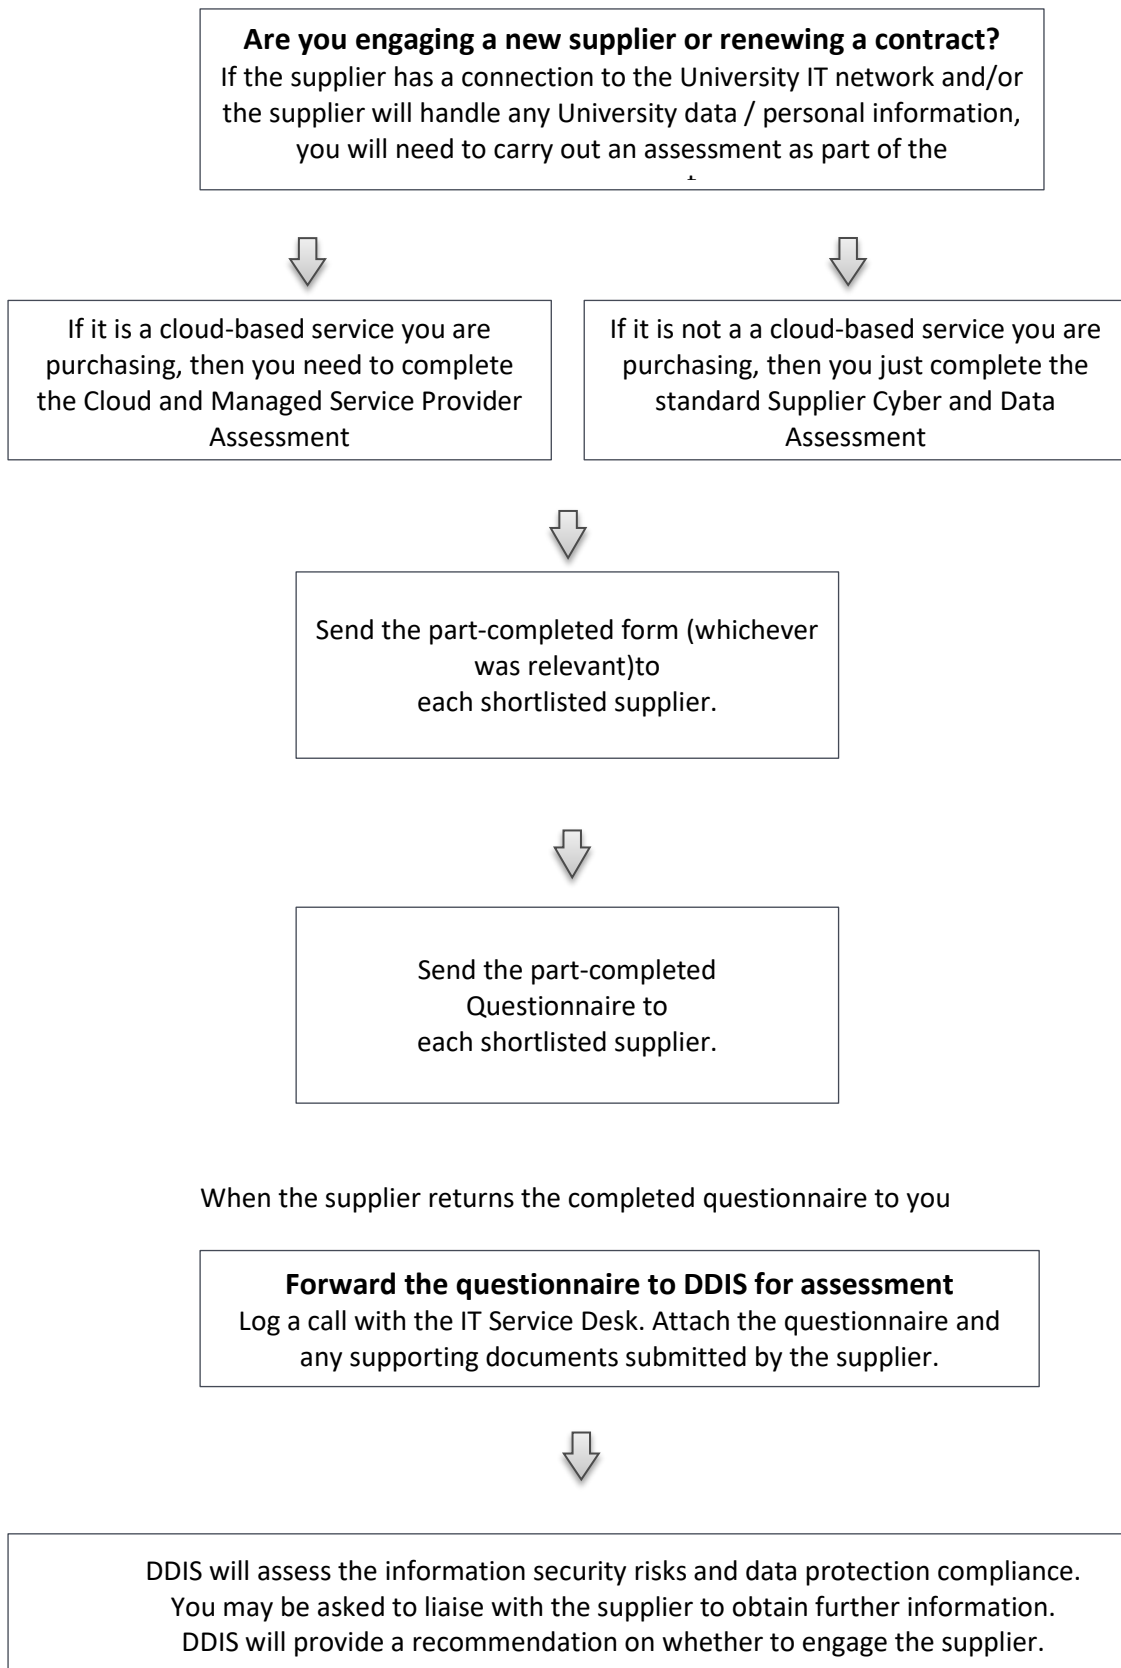 Are you engaging a new supplier or renewing a contract?
If the supplier has a connection to the University IT network and/or
the supplier will handle any University data / personal information,
you will need to carry out an assessment as part of the
If it is a cloud-based service you are
purchasing, then you need to complete
the Cloud and Managed Service Provider
Assessment
If it is not a a cloud-based service you are
purchasing, then you just complete the
standard Supplier Cyber and Data
Assessment
Send the part-completed form (whichever
was relevant)to
each shortlisted supplier.
Send the part-completed
Questionnaire to
each shortlisted supplier.
When the supplier returns the completed questionnaire to you
Forward the questionnaire to DDIS for assessment
Log a call with the IT Service Desk. Attach the questionnaire and
any supporting documents submitted by the supplier.
DDIS will assess the information security risks and data protection compliance.
You may be asked to liaise with the supplier to obtain further information.
DDIS will provide a recommendation on whether to engage the supplier.